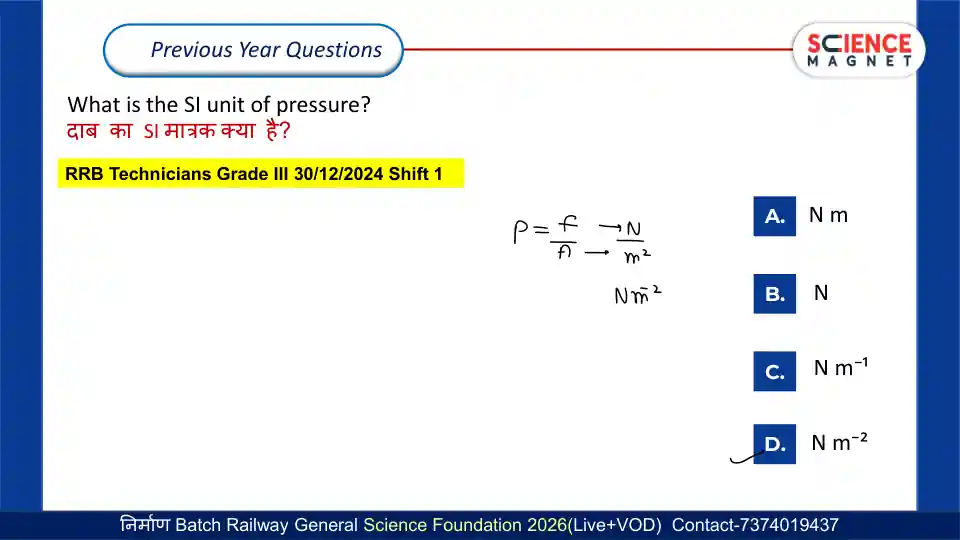 Previous Year Questions
SCIENCE
MAGNET
What is the SI unit of pressure?
दाब का SI मात्रक क्या है?
RRB Technicians Grade III 30/12/2024 Shift 1
P = F/A → N/m²
N m⁻²
A. N m
B. N
C. N m⁻¹
D. N m⁻²
निर्माण Batch Railway General Science Foundation 2026(Live+VOD) Contact-7374019437